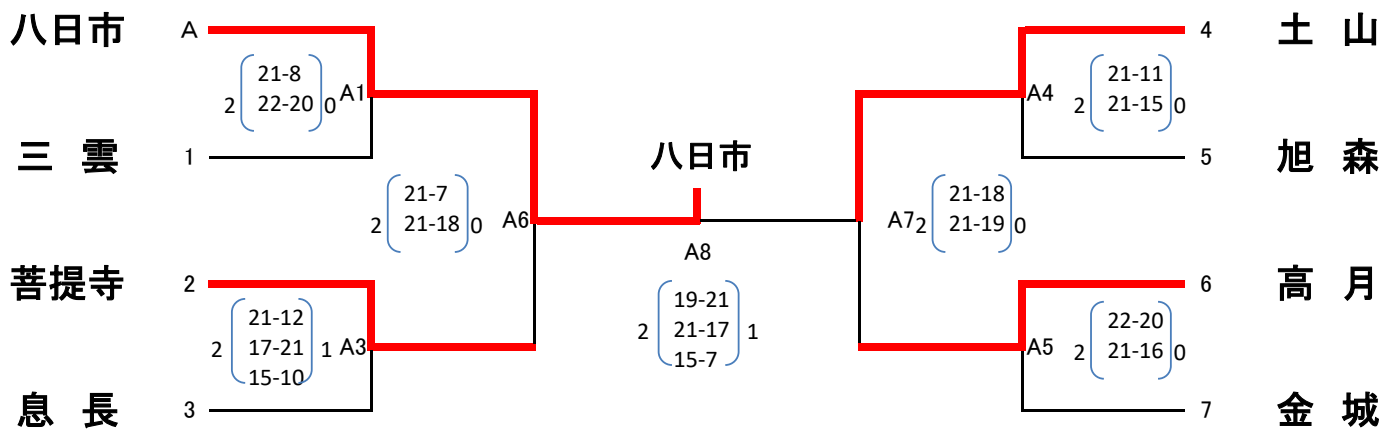 八日市 A 4 土 山
21-8 21-11
2 22-20 0 A1 A4 2 21-15 0
三 雲 1 八日市 5 旭 森
21-7 21-18
2 21-18 0 A6 A7 2 21-19 0
A8
菩提寺 2 6 高 月
19-21
21-12 22-20
2 17-21 1 A3 2 21-17 1 A5 2 21-16 0
15-10 15-7
息 長 3 7 金 城